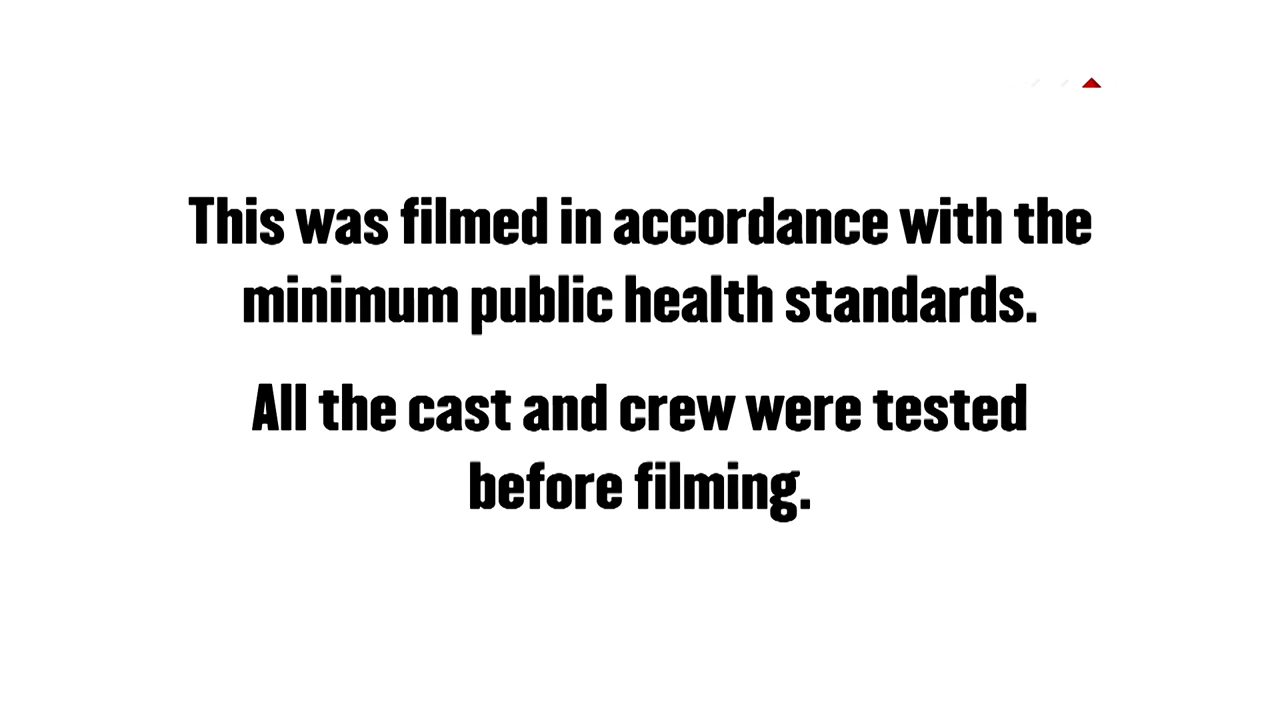 This was filmed in accordance with the
minimum public health standards.
All the cast and crew were tested
before filming.